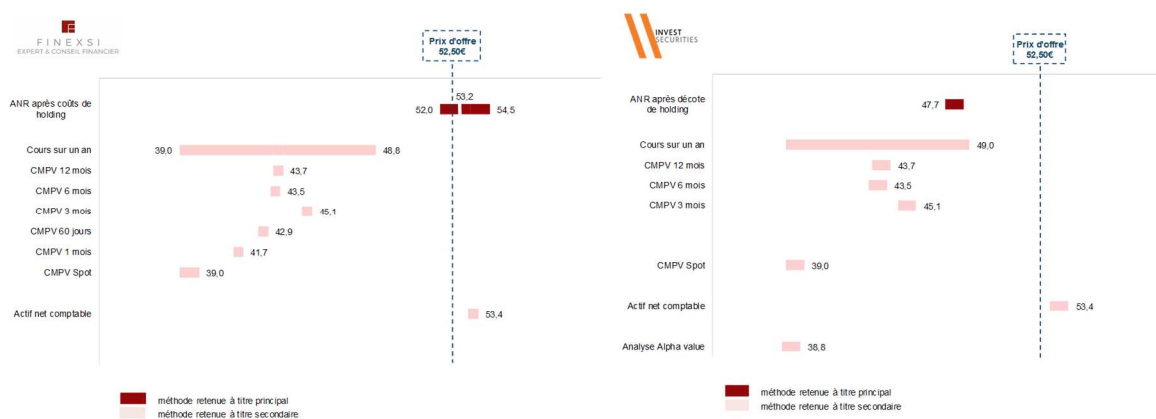 FINEXSI
EXPERT & CONSEIL FINANCIER
Prix d'offre
52,50€
ANR après coûts de
holding
52,0
53,2
54,5
Cours sur un an
39,0
48,8
CMPV 12 mois
43,7
CMPV 6 mois
43,5
CMPV 3 mois
45,1
CMPV 60 jours
42,9
CMPV 1 mois
41,7
CMPV Spot
39,0
Actif net comptable
53,4
méthode retenue à titre principal
méthode retenue à titre secondaire
INVEST
SECURITIES
Prix d'offre
52,50€
ANR après décote de
holding
47,7
Cours sur un an
49,0
CMPV 12 mois
43,7
CMPV 6 mois
43,5
CMPV 3 mois
45,1
CMPV Spot
39,0
Actif net comptable
53,4
Analyse Alpha value
38,8
méthode retenue à titre principal
méthode retenue à titre secondaire